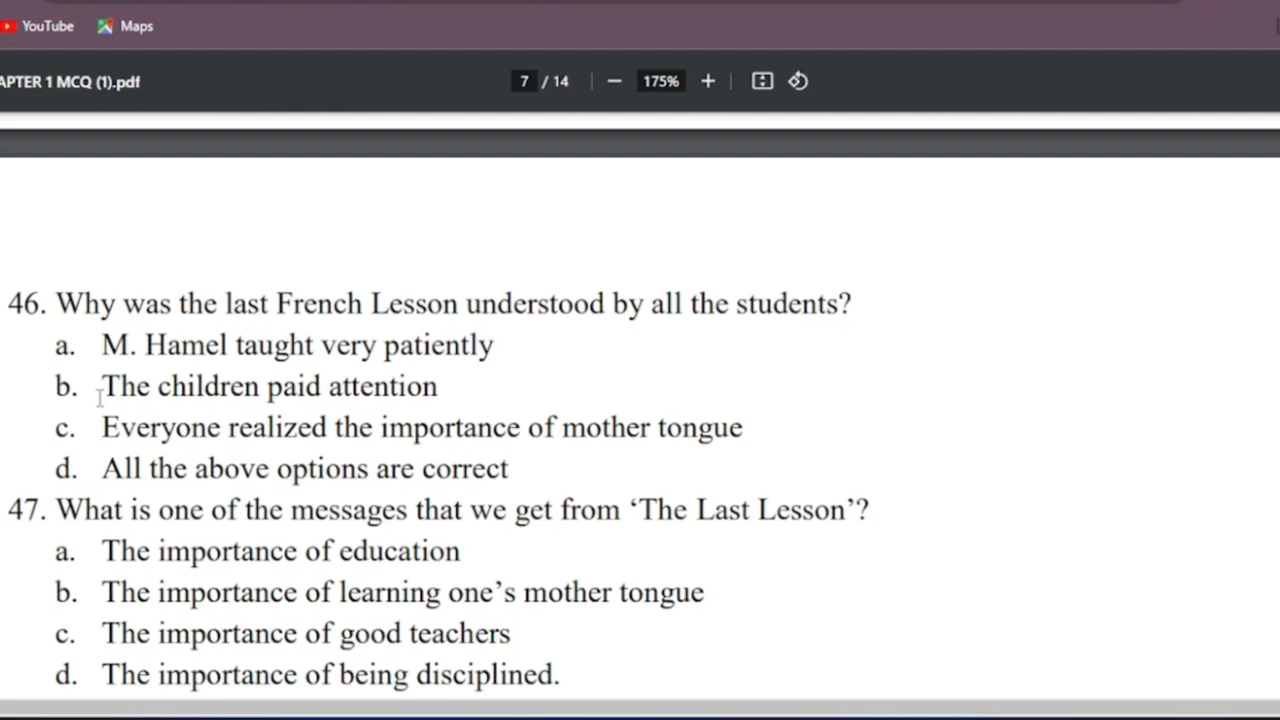 YouTube Maps
APTER 1 MCQ (1).pdf 7 / 14 175%
46. Why was the last French Lesson understood by all the students?
a. M. Hamel taught very patiently
b. The children paid attention
c. Everyone realized the importance of mother tongue
d. All the above options are correct
47. What is one of the messages that we get from ‘The Last Lesson’?
a. The importance of education
b. The importance of learning one’s mother tongue
c. The importance of good teachers
d. The importance of being disciplined.